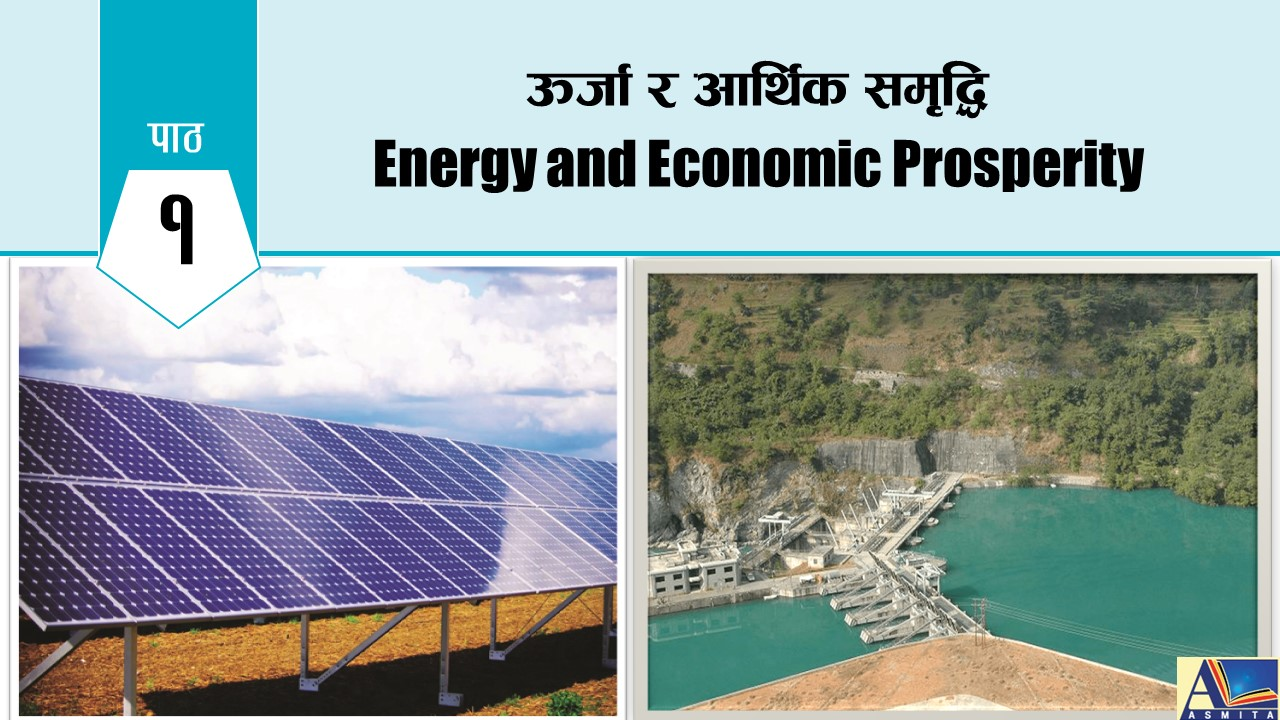 पाठ
१
ऊर्जा र आर्थिक समृद्धि
Energy and Economic Prosperity
ASMITA